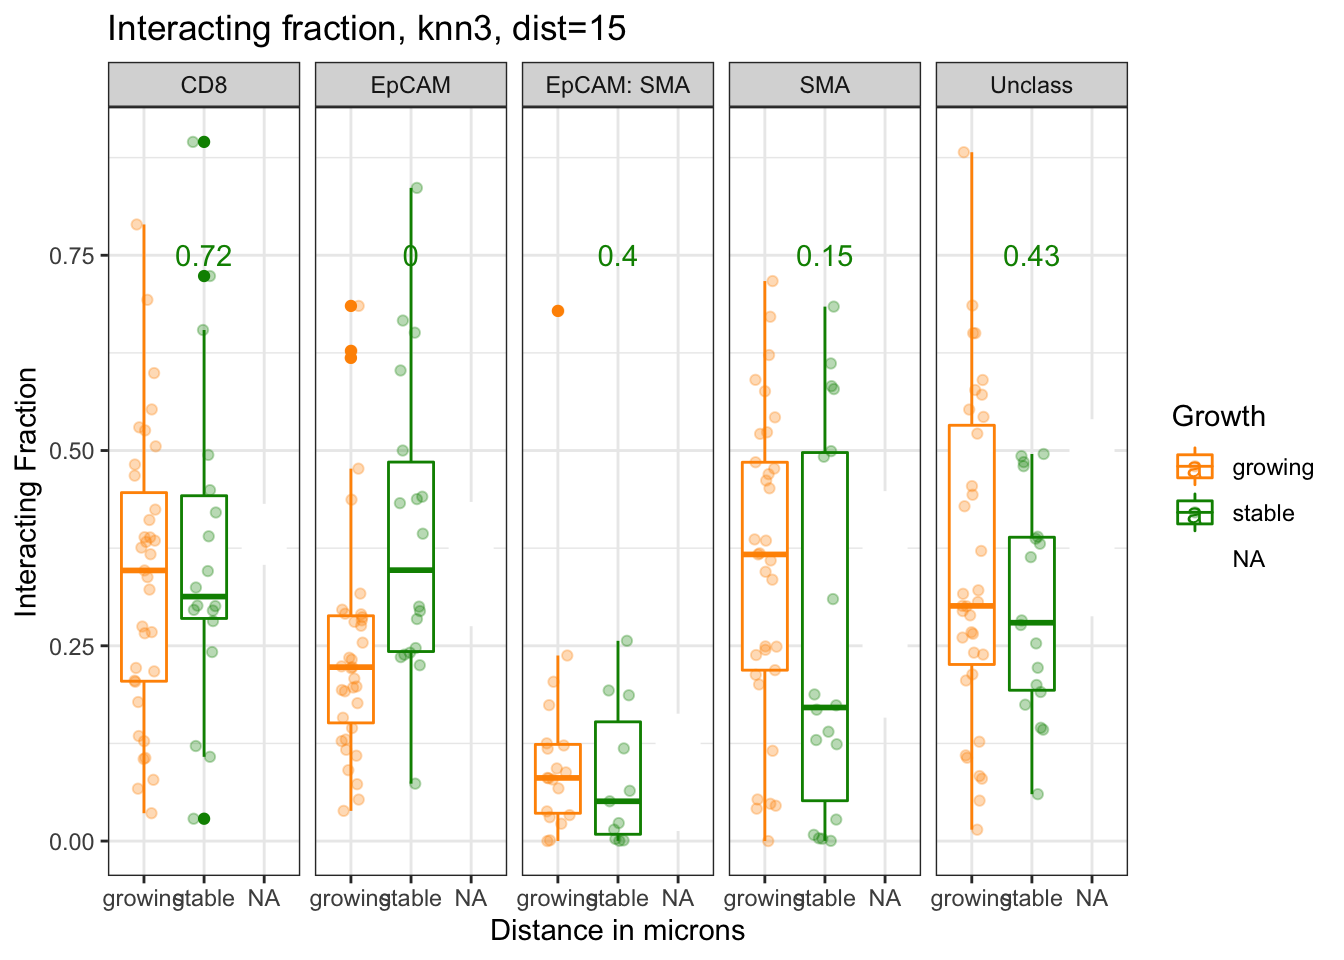 Interacting fraction, knn3, dist=15
CD8 EpCAM EpCAM: SMA SMA Unclass
0.72 0 0.4 0.15 0.43
0.75
0.50
0.25
0.00
Interacting Fraction
growing stable NA growing stable NA growing stable NA growing stable NA growing stable NA
Distance in microns
Growth
a growing
a stable
NA